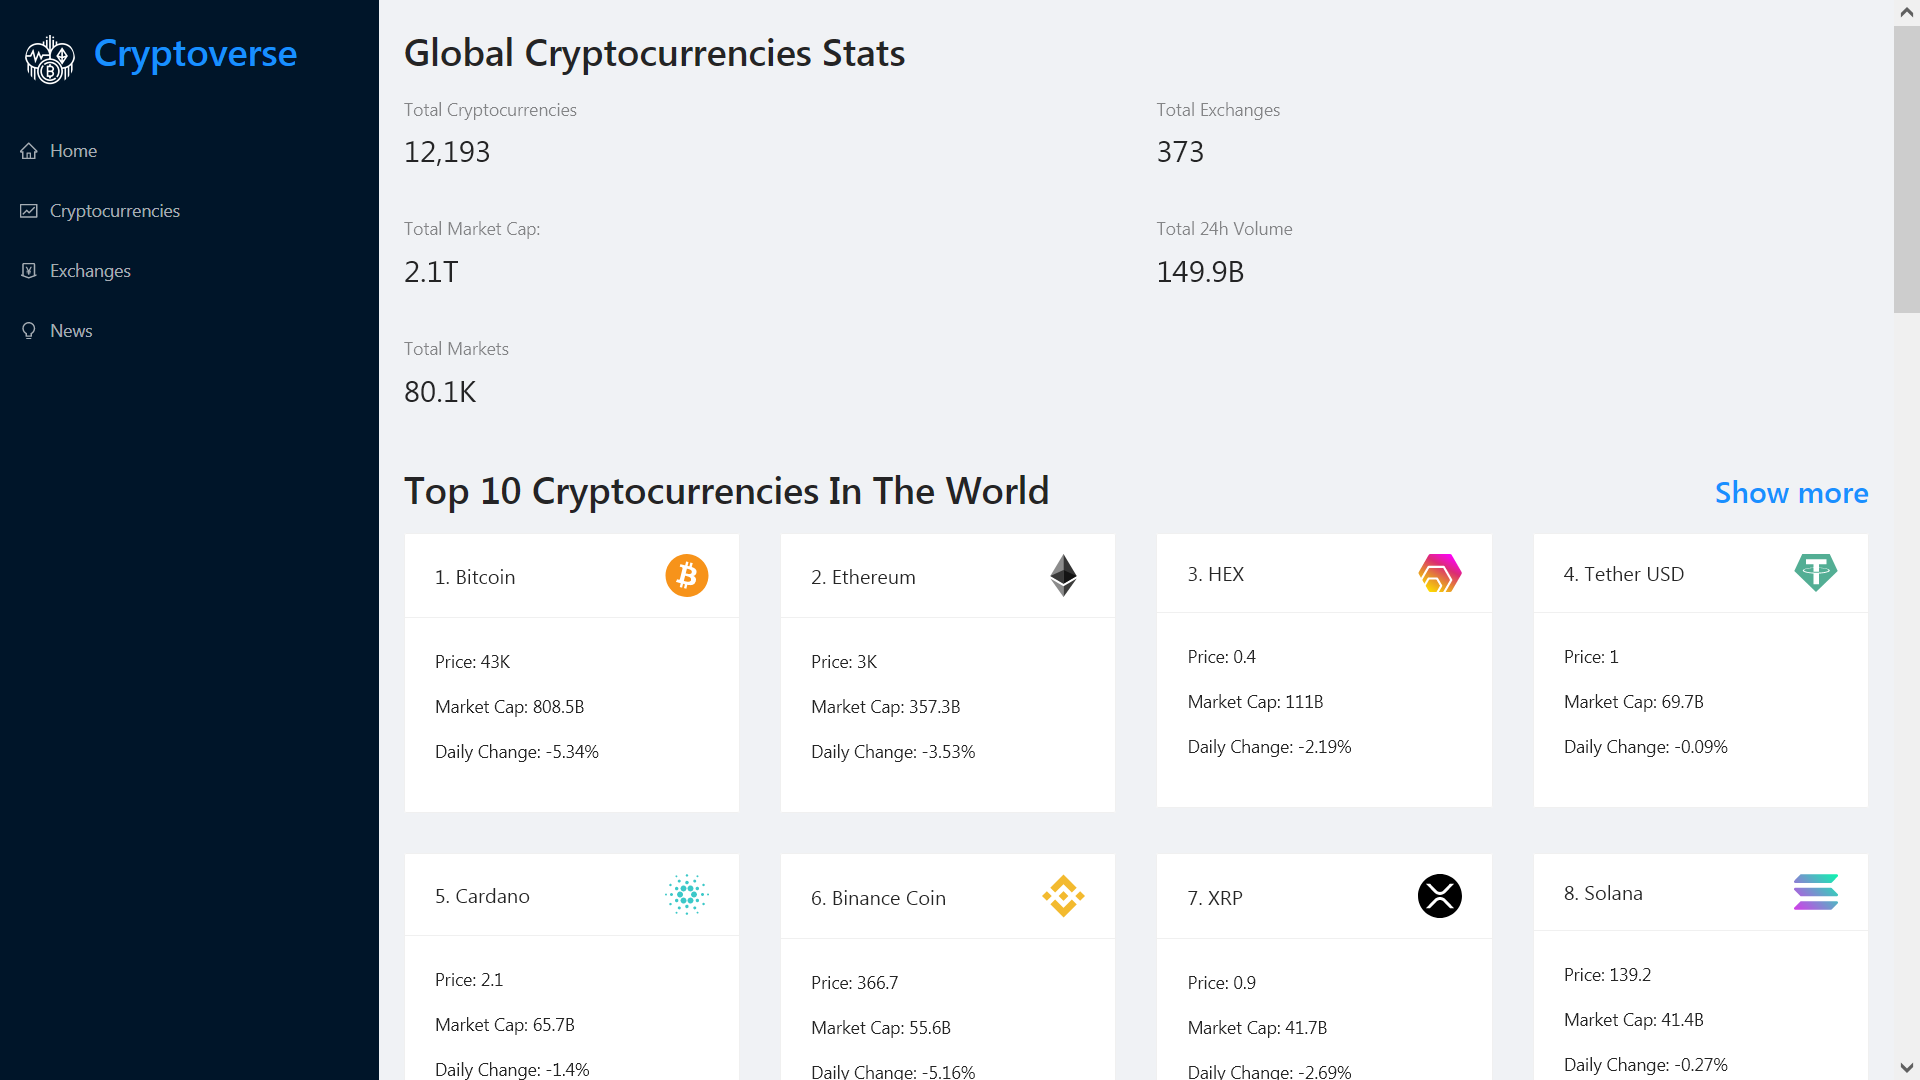 Cryptoverse
Home
Cryptocurrencies
Exchanges
News
Global Cryptocurrencies Stats
Total Cryptocurrencies
12,193
Total Exchanges
373
Total Market Cap:
2.1T
Total 24h Volume
149.9B
Total Markets
80.1K
Top 10 Cryptocurrencies In The World
Show more
1. Bitcoin
Price: 43K
Market Cap: 808.5B
Daily Change: -5.34%
2. Ethereum
Price: 3K
Market Cap: 357.3B
Daily Change: -3.53%
3. HEX
Price: 0.4
Market Cap: 111B
Daily Change: -2.19%
4. Tether USD
Price: 1
Market Cap: 69.7B
Daily Change: -0.09%
5. Cardano
Price: 2.1
Market Cap: 65.7B
Daily Change: -1.4%
6. Binance Coin
Price: 366.7
Market Cap: 55.6B
Daily Change: -5.16%
7. XRP
Price: 0.9
Market Cap: 41.7B
Daily Change: -2.69%
8. Solana
Price: 139.2
Market Cap: 41.4B
Daily Change: -0.27%